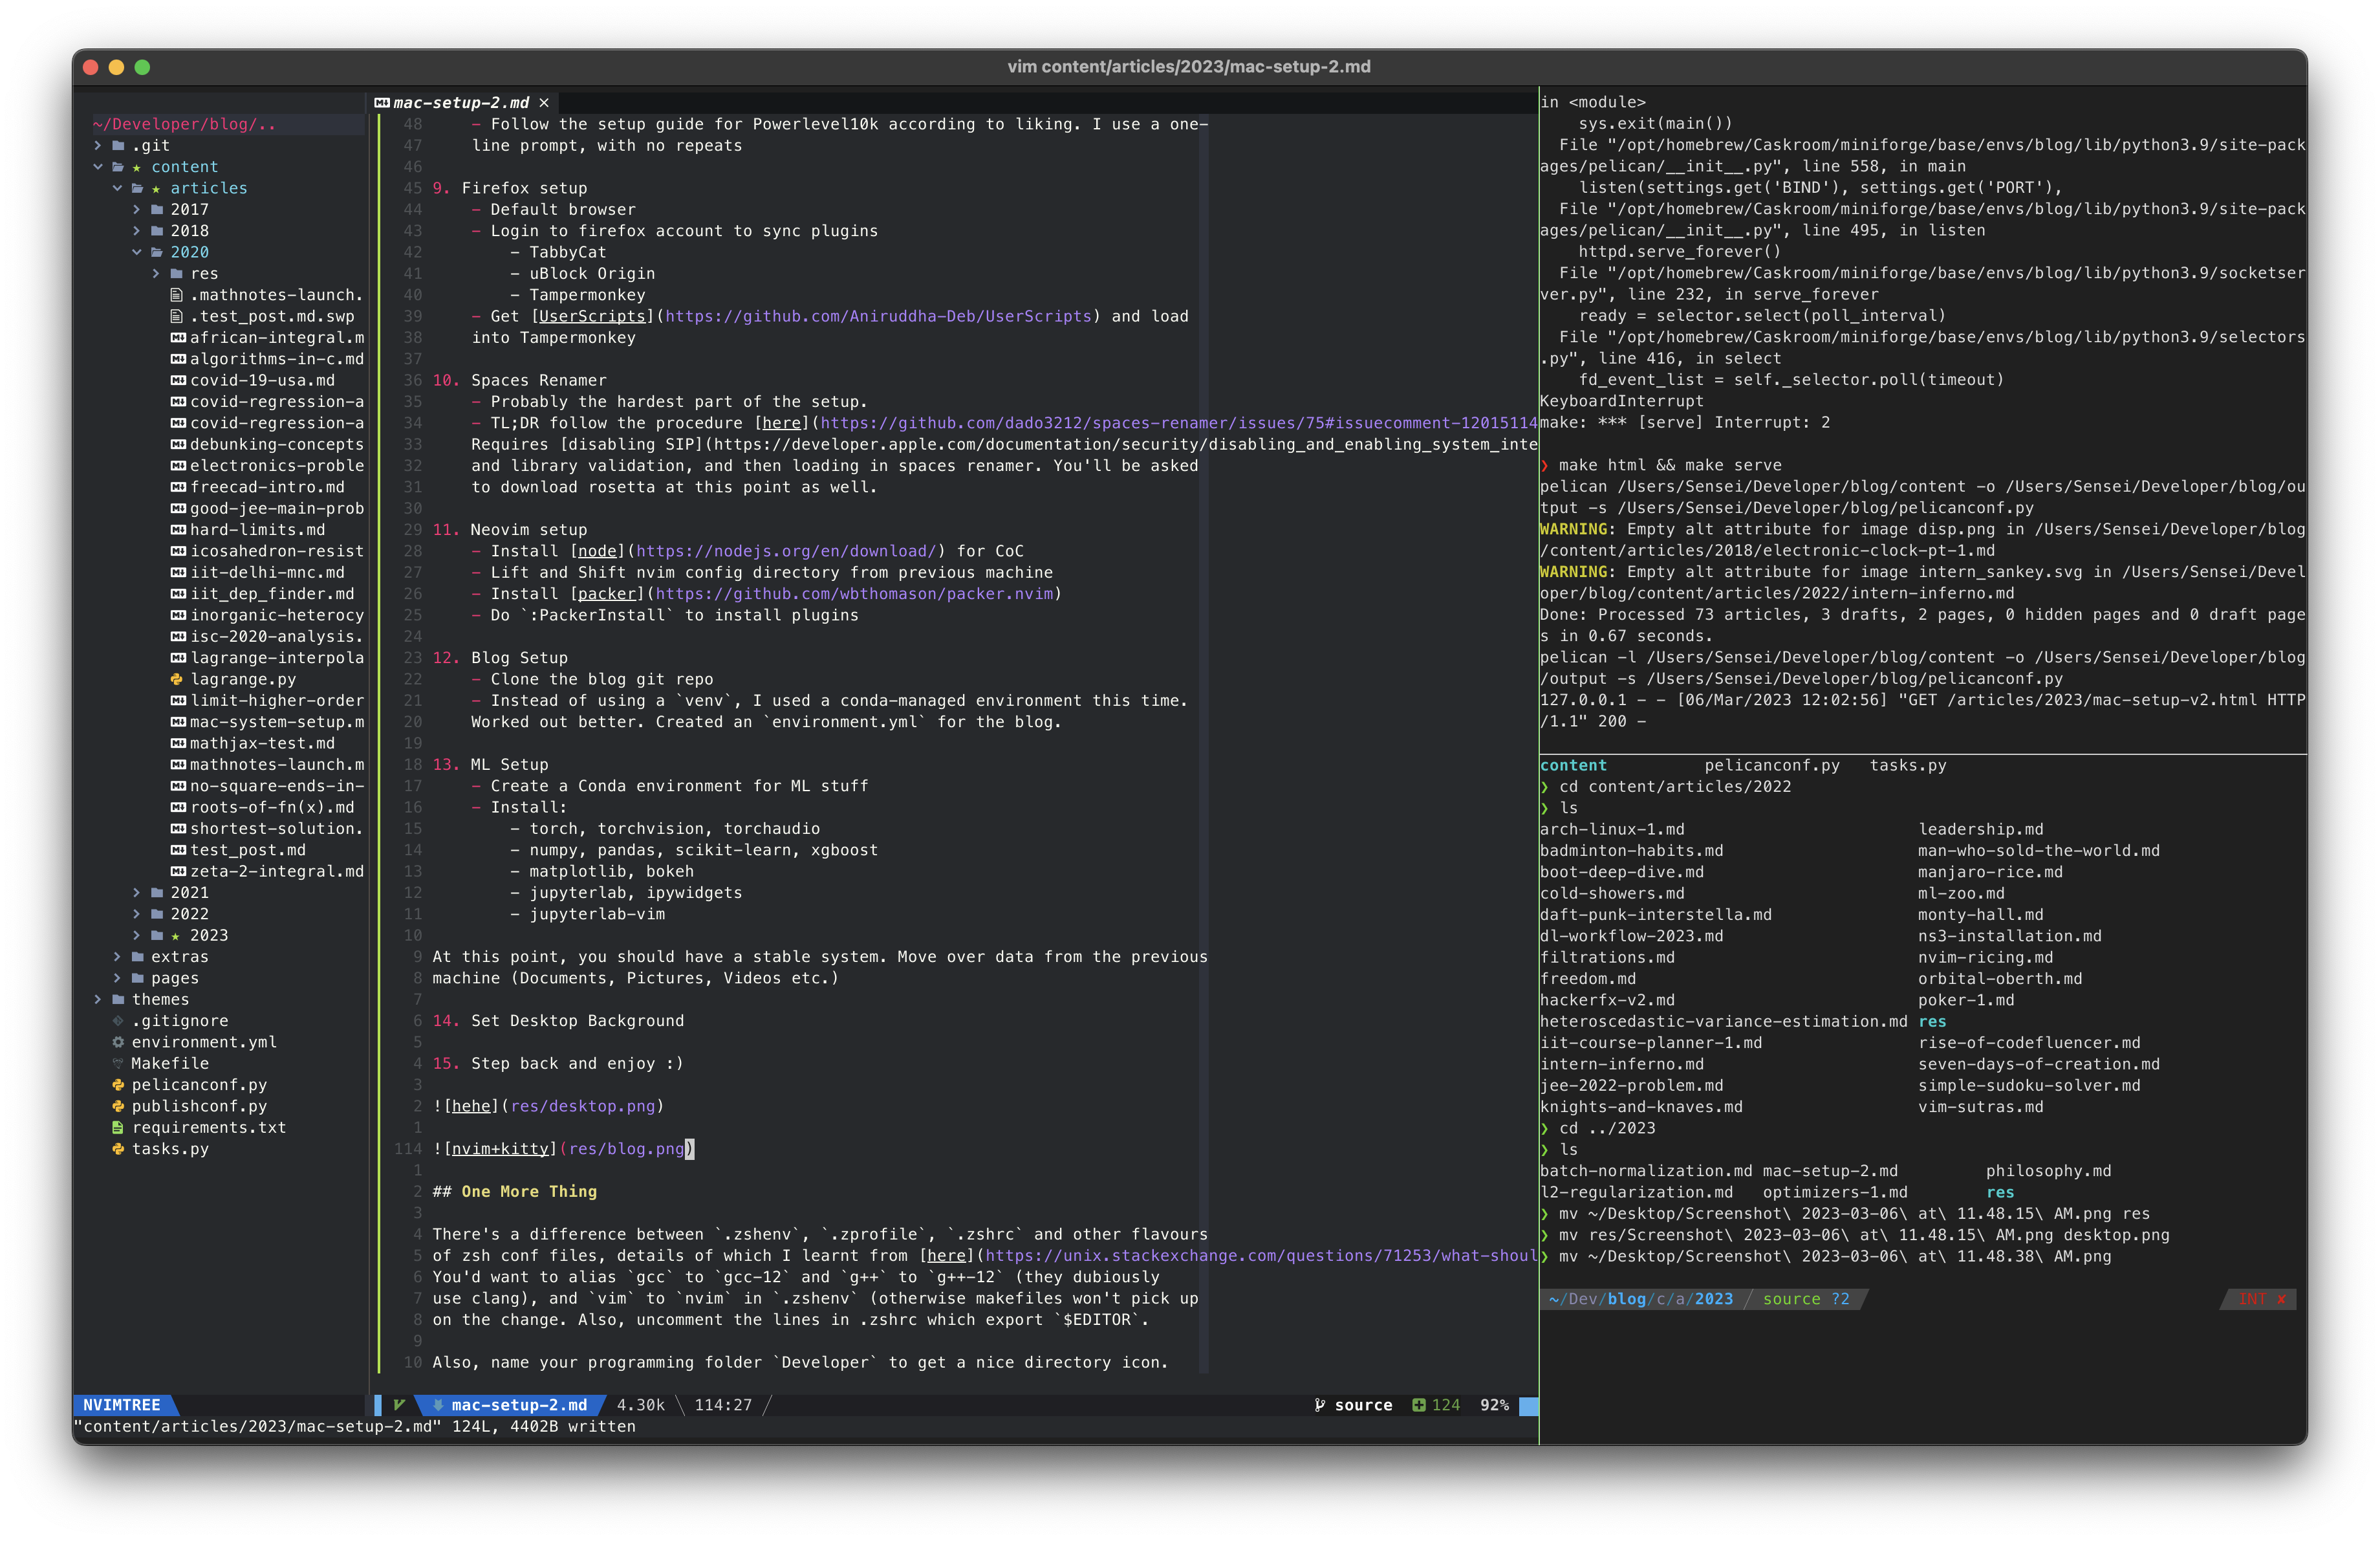 vim content/articles/2023/mac-setup-2.md
~/Developer/blog/..
.git
content
articles
2017
2018
2020
res
.mathnotes-launch.
.test_post.md.swp
african-integral.m
algorithms-in-c.md
covid-19-usa.md
covid-regression-a
covid-regression-a
debunking-concepts
electronics-proble
freecad-intro.md
good-jee-main-prob
hard-limits.md
icosahedron-resist
iit-delhi-mnc.md
iit_dep_finder.md
inorganic-heterocy
isc-2020-analysis.
lagrange-interpola
lagrange.py
limit-higher-order
mac-system-setup.m
mathjax-test.md
mathnotes-launch.m
no-square-ends-in-
roots-of-fn(x).md
shortest-solution.
test_post.md
zeta-2-integral.md
2021
2022
2023
extras
pages
themes
.gitignore
environment.yml
Makefile
pelicanconf.py
publishconf.py
requirements.txt
tasks.py
mac-setup-2.md ×
48 - Follow the setup guide for Powerlevel10k according to liking. I use a one-
47 line prompt, with no repeats
46
45 9. Firefox setup
44 - Default browser
43 - Login to firefox account to sync plugins
42 - TabbyCat
41 - uBlock Origin
40 - Tampermonkey
39 - Get [UserScripts](https://github.com/Aniruddha-Deb/UserScripts) and load
38 into Tampermonkey
37
36 10. Spaces Renamer
35 - Probably the hardest part of the setup.
34 - TL;DR follow the procedure [here](https://github.com/dado3212/spaces-renamer/issues/75#issuecomment-12015114
33 Requires [disabling SIP](https://developer.apple.com/documentation/security/disabling_and_enabling_system_inte
32 and library validation, and then loading in spaces renamer. You'll be asked
31 to download rosetta at this point as well.
30
29 11. Neovim setup
28 - Install [node](https://nodejs.org/en/download/) for CoC
27 - Lift and Shift nvim config directory from previous machine
26 - Install [packer](https://github.com/wbthomason/packer.nvim)
25 - Do `:PackerInstall` to install plugins
24
23 12. Blog Setup
22 - Clone the blog git repo
21 - Instead of using a `venv`, I used a conda-managed environment this time.
20 Worked out better. Created an `environment.yml` for the blog.
19
18 13. ML Setup
17 - Create a Conda environment for ML stuff
16 - Install:
15 - torch, torchvision, torchaudio
14 - numpy, pandas, scikit-learn, xgboost
13 - matplotlib, bokeh
12 - jupyterlab, ipywidgets
11 - jupyterlab-vim
10
9 At this point, you should have a stable system. Move over data from the previous
8 machine (Documents, Pictures, Videos etc.)
7
6 14. Set Desktop Background
5
4 15. Step back and enjoy :)
3
2 ![hehe](res/desktop.png)
1
114 ![nvim+kitty](res/blog.png)
1
2 ## One More Thing
3
4 There's a difference between `.zshenv`, `.zprofile`, `.zshrc` and other flavours
5 of zsh conf files, details of which I learnt from [here](https://unix.stackexchange.com/questions/71253/what-shoul
6 You'd want to alias `gcc` to `gcc-12` and `g++` to `g++-12` (they dubiously
7 use clang), and `vim` to `nvim` in `.zshenv` (otherwise makefiles won't pick up
8 on the change. Also, uncomment the lines in .zshrc which export `$EDITOR`.
9
10 Also, name your programming folder `Developer` to get a nice directory icon.
NVIMTREE
mac-setup-2.md 4.30k 114:27
source 124 92%
"content/articles/2023/mac-setup-2.md" 124L, 4402B written
in <module>
sys.exit(main())
File "/opt/homebrew/Caskroom/miniforge/base/envs/blog/lib/python3.9/site-pack
ages/pelican/__init__.py", line 558, in main
listen(settings.get('BIND'), settings.get('PORT'),
File "/opt/homebrew/Caskroom/miniforge/base/envs/blog/lib/python3.9/site-pack
ages/pelican/__init__.py", line 495, in listen
httpd.serve_forever()
File "/opt/homebrew/Caskroom/miniforge/base/envs/blog/lib/python3.9/socketser
ver.py", line 232, in serve_forever
ready = selector.select(poll_interval)
File "/opt/homebrew/Caskroom/miniforge/base/envs/blog/lib/python3.9/selectors
.py", line 416, in select
fd_event_list = self._selector.poll(timeout)
KeyboardInterrupt
make: *** [serve] Interrupt: 2
❯ make html && make serve
pelican /Users/Sensei/Developer/blog/content -o /Users/Sensei/Developer/blog/ou
tput -s /Users/Sensei/Developer/blog/pelicanconf.py
WARNING: Empty alt attribute for image disp.png in /Users/Sensei/Developer/blog
/content/articles/2018/electronic-clock-pt-1.md
WARNING: Empty alt attribute for image intern_sankey.svg in /Users/Sensei/Devel
oper/blog/content/articles/2022/intern-inferno.md
Done: Processed 73 articles, 3 drafts, 2 pages, 0 hidden pages and 0 draft page
s in 0.67 seconds.
pelican -l /Users/Sensei/Developer/blog/content -o /Users/Sensei/Developer/blog
/output -s /Users/Sensei/Developer/blog/pelicanconf.py
127.0.0.1 - - [06/Mar/2023 12:02:56] "GET /articles/2023/mac-setup-v2.html HTTP
/1.1" 200 -
content pelicanconf.py tasks.py
❯ cd content/articles/2022
❯ ls
arch-linux-1.md leadership.md
badminton-habits.md man-who-sold-the-world.md
boot-deep-dive.md manjaro-rice.md
cold-showers.md ml-zoo.md
daft-punk-interstella.md monty-hall.md
dl-workflow-2023.md ns3-installation.md
filtrations.md nvim-ricing.md
freedom.md orbital-oberth.md
hackerfx-v2.md poker-1.md
heteroscedastic-variance-estimation.md res
iit-course-planner-1.md rise-of-codefluencer.md
intern-inferno.md seven-days-of-creation.md
jee-2022-problem.md simple-sudoku-solver.md
knights-and-knaves.md vim-sutras.md
❯ cd ../2023
❯ ls
batch-normalization.md mac-setup-2.md philosophy.md
l2-regularization.md optimizers-1.md res
❯ mv ~/Desktop/Screenshot\ 2023-03-06\ at\ 11.48.15\ AM.png res
❯ mv res/Screenshot\ 2023-03-06\ at\ 11.48.15\ AM.png desktop.png
❯ mv ~/Desktop/Screenshot\ 2023-03-06\ at\ 11.48.38\ AM.png
~/Dev/blog/c/a/2023 source ?2 INT ✘